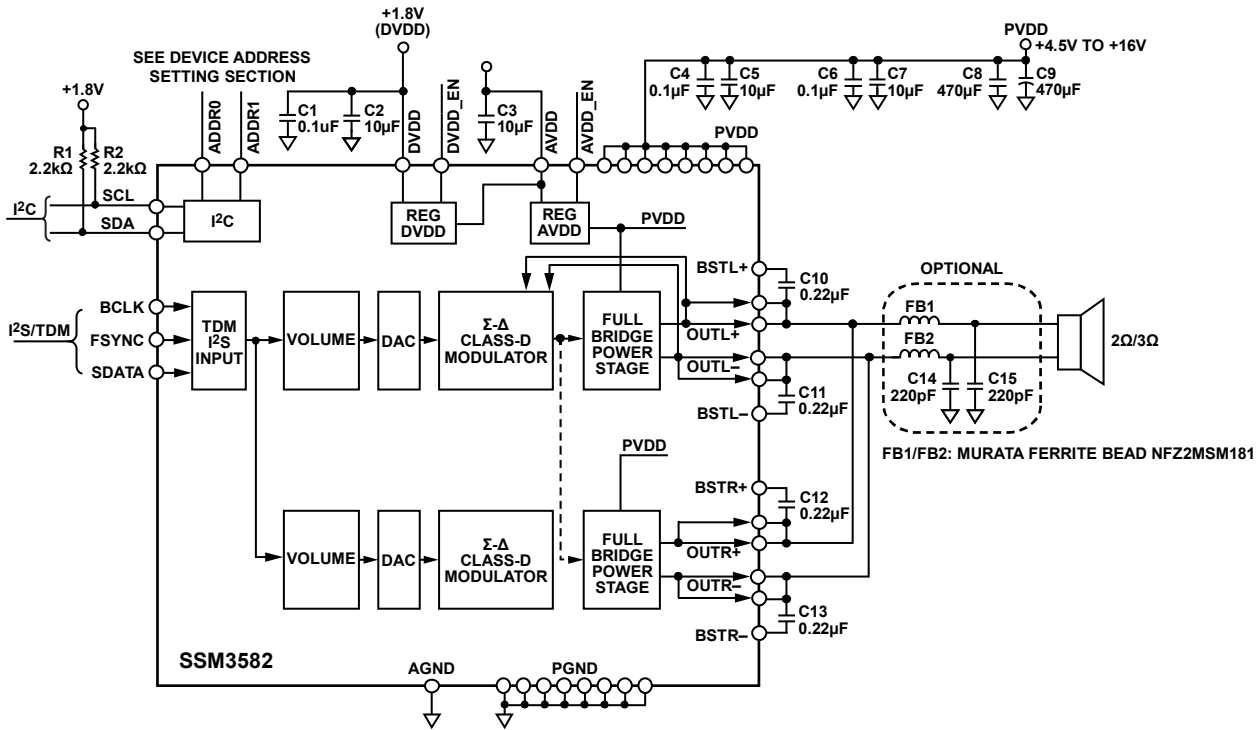 +1.8V
(DVDD)
PVDD
+4.5V TO +16V
SEE DEVICE ADDRESS
SETTING SECTION
+1.8V
R1
2.2kΩ
R2
2.2kΩ
ADDR0
ADDR1
C1
0.1uF
C2
10µF
DVDD
DVDD_EN
C3
10µF
AVDD
AVDD_EN
C4
0.1µF
C5
10µF
C6
0.1µF
C7
10µF
C8
470µF
C9
470µF
PVDD
I²C
SCL
SDA
I²C
REG
DVDD
REG
AVDD
PVDD
I²S/TDM
BCLK
FSYNC
SDATA
TDM
I²S
INPUT
VOLUME
DAC
Σ-Δ
CLASS-D
MODULATOR
FULL
BRIDGE
POWER
STAGE
BSTL+
C10
0.22µF
OUTL+
OUTL–
C11
0.22µF
BSTL–
OPTIONAL
FB1
FB2
C14
220pF
C15
220pF
2Ω/3Ω
FB1/FB2: MURATA FERRITE BEAD NFZ2MSM181
PVDD
VOLUME
DAC
Σ-Δ
CLASS-D
MODULATOR
FULL
BRIDGE
POWER
STAGE
BSTR+
C12
0.22µF
OUTR+
OUTR–
C13
0.22µF
BSTR–
SSM3582
AGND
PGND